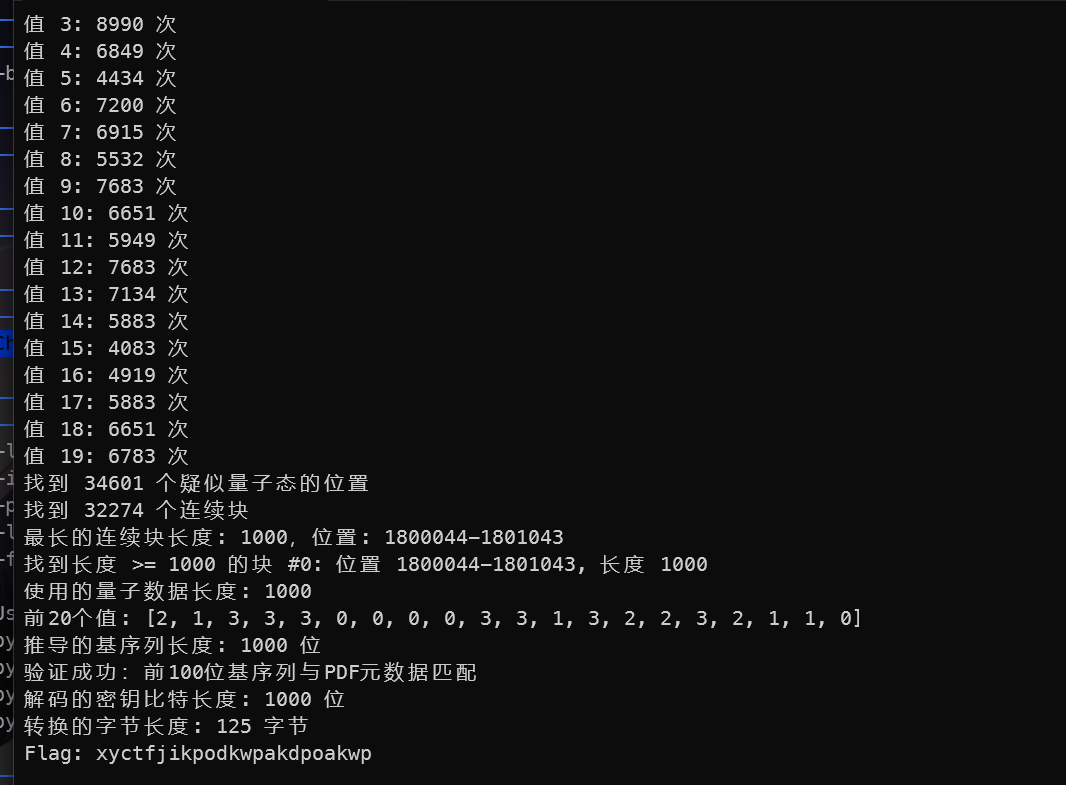 值 3: 8990 次
值 4: 6849 次
值 5: 4434 次
值 6: 7200 次
值 7: 6915 次
值 8: 5532 次
值 9: 7683 次
值 10: 6651 次
值 11: 5949 次
值 12: 7683 次
值 13: 7134 次
值 14: 5883 次
值 15: 4083 次
值 16: 4919 次
值 17: 5883 次
值 18: 6651 次
值 19: 6783 次
找到 34601 个疑似量子态的位置
找到 32274 个连续块
最长的连续块长度: 1000, 位置: 1800044-1801043
找到长度 >= 1000 的块 #0: 位置 1800044-1801043, 长度 1000
使用的量子数据长度: 1000
前20个值: [2, 1, 3, 3, 3, 0, 0, 0, 0, 3, 3, 1, 3, 2, 2, 3, 2, 1, 1, 0]
推导的基序列长度: 1000 位
验证成功: 前100位基序列与PDF元数据匹配
解码的密钥比特长度: 1000 位
转换的字节长度: 125 字节
Flag: xyctfjikpodkwpakdpoakwp